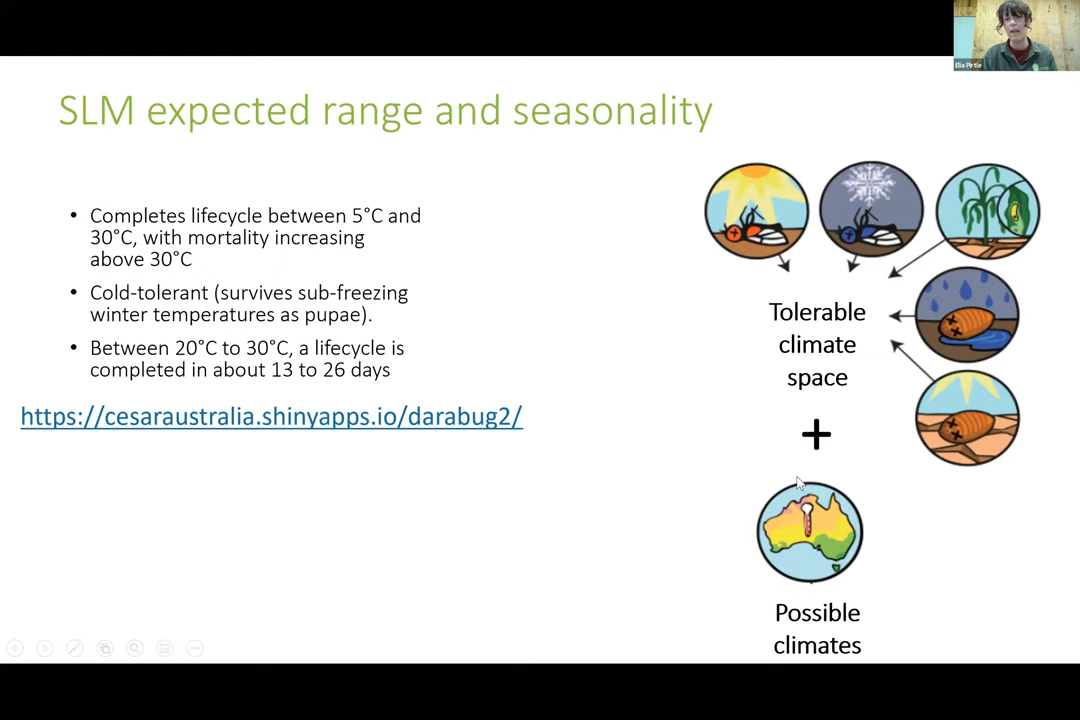 Elia Pirtle
SLM expected range and seasonality
• Completes lifecycle between 5°C and
30°C, with mortality increasing
above 30°C
• Cold-tolerant (survives sub-freezing
winter temperatures as pupae).
• Between 20°C to 30°C, a lifecycle is
completed in about 13 to 26 days
https://cesaraustralia.shinyapps.io/darabug2/
Tolerable
climate
space
+
Possible
climates